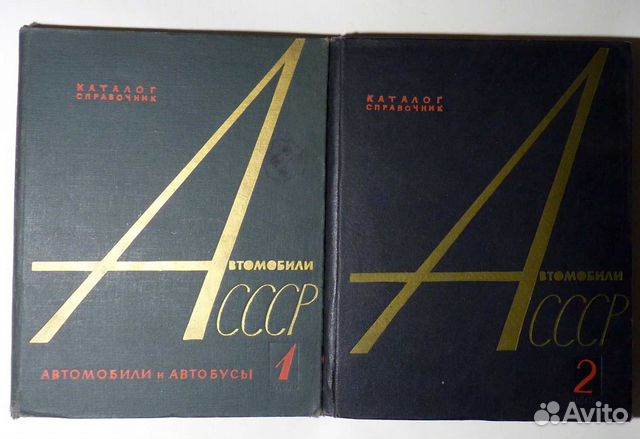 КАТАЛОГ
СПРАВОЧНИК
АВТОМОБИЛИ
СССР
АВТОМОБИЛИ и АВТОБУСЫ
1
КАТАЛОГ
СПРАВОЧНИК
АВТОМОБИЛИ
СССР
2
Avito